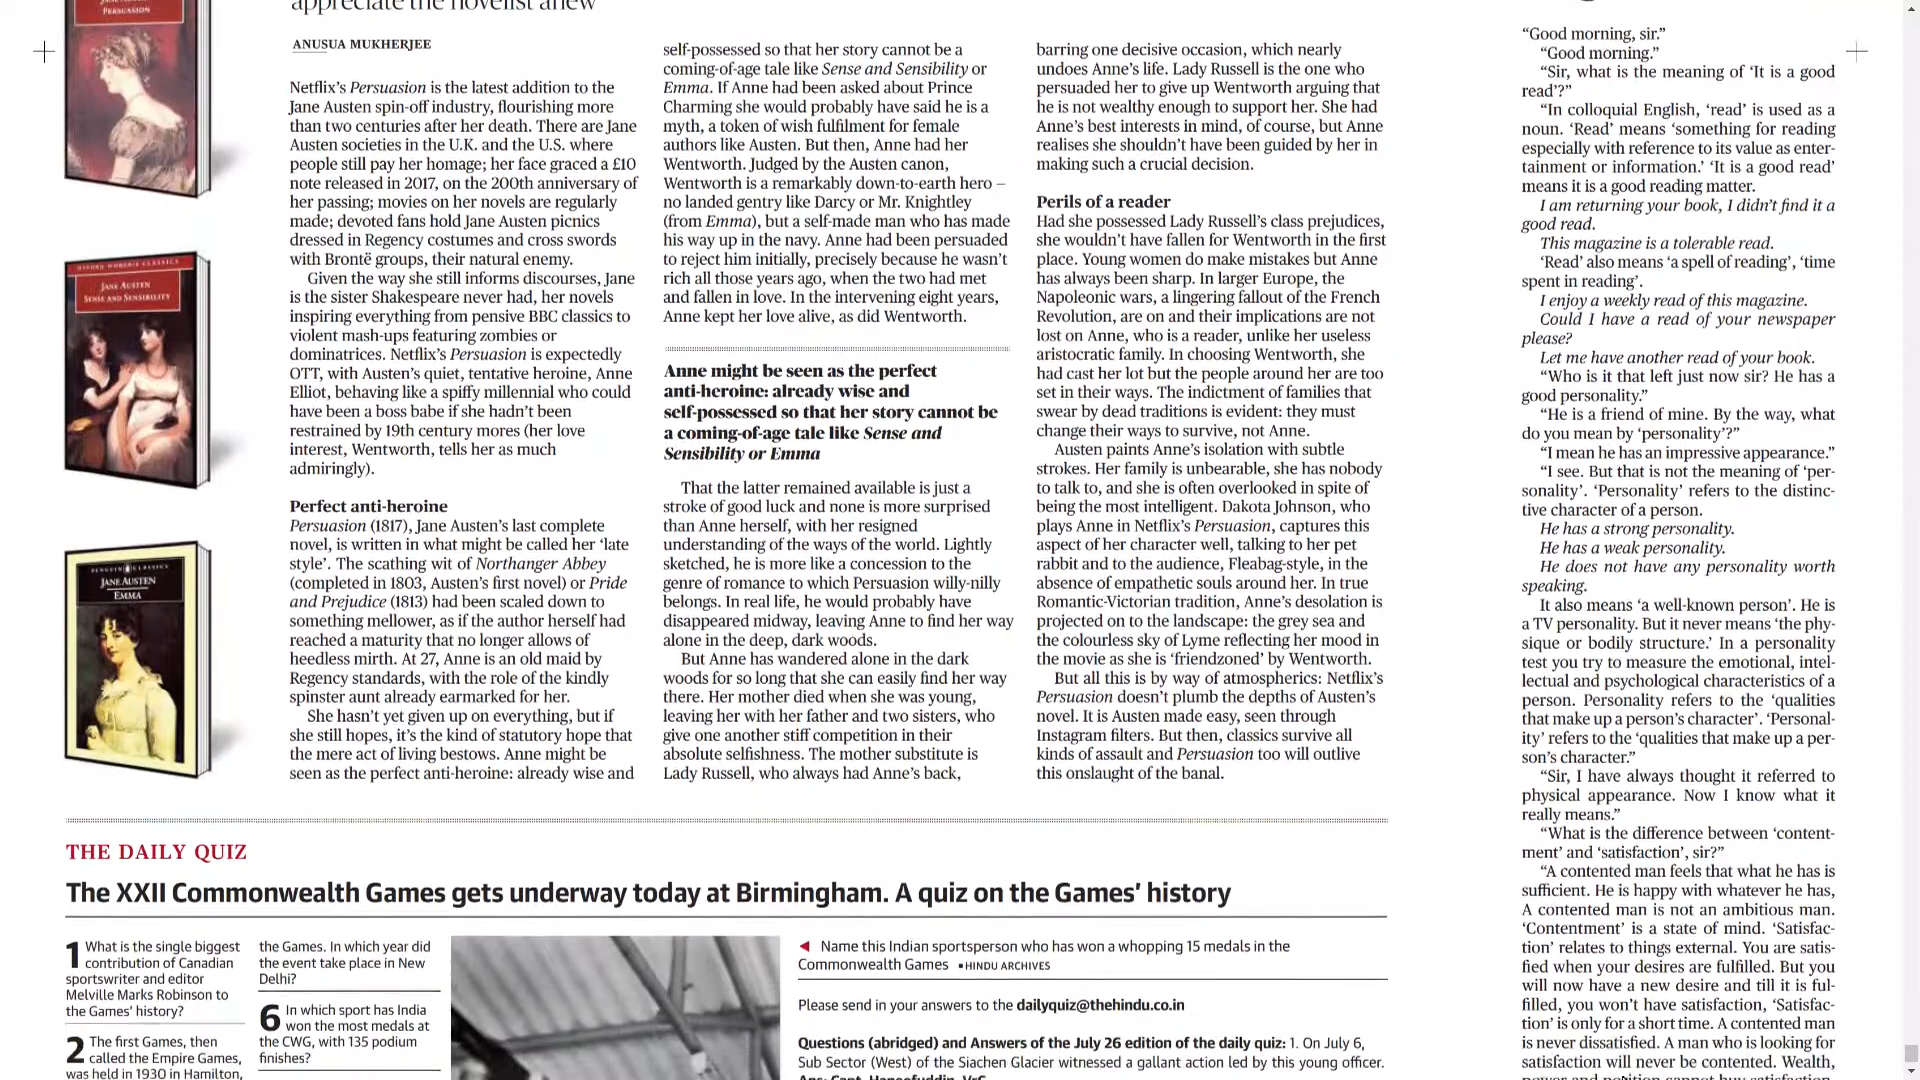 appreciate the novelist anew
JANE AUSTEN
PERSUASION
OXFORD WORLD'S CLASSICS
JANE AUSTEN
SENSE AND SENSIBILITY
PENGUIN CLASSICS
JANE AUSTEN
EMMA
ANUSUA MUKHERJEE
Netflix's Persuasion is the latest addition to the
Jane Austen spin-off industry, flourishing more
than two centuries after her death. There are Jane
Austen societies in the U.K. and the U.S. where
people still pay her homage; her face graced a £10
note released in 2017, on the 200th anniversary of
her passing; movies on her novels are regularly
made; devoted fans hold Jane Austen picnics
dressed in Regency costumes and cross swords
with Brontë groups, their natural enemy.
Given the way she still informs discourses, Jane
is the sister Shakespeare never had, her novels
inspiring everything from pensive BBC classics to
violent mash-ups featuring zombies or
dominatrices. Netflix's Persuasion is expectedly
OTT, with Austen's quiet, tentative heroine, Anne
Elliot, behaving like a spiffy millennial who could
have been a boss babe if she hadn't been
restrained by 19th century mores (her love
interest, Wentworth, tells her as much
admiringly).
Perfect anti-heroine
Persuasion (1817), Jane Austen's last complete
novel, is written in what might be called her 'late
style'. The scathing wit of Northanger Abbey
(completed in 1803, Austen's first novel) or Pride
and Prejudice (1813) had been scaled down to
something mellower, as if the author herself had
reached a maturity that no longer allows of
heedless mirth. At 27, Anne is an old maid by
Regency standards, with the role of the kindly
spinster aunt already earmarked for her.
She hasn't yet given up on everything, but if
she still hopes, it's the kind of statutory hope that
the mere act of living bestows. Anne might be
seen as the perfect anti-heroine: already wise and
self-possessed so that her story cannot be a
coming-of-age tale like Sense and Sensibility or
Emma. If Anne had been asked about Prince
Charming she would probably have said he is a
myth, a token of wish fulfilment for female
authors like Austen. But then, Anne had her
Wentworth. Judged by the Austen canon,
Wentworth is a remarkably down-to-earth hero –
no landed gentry like Darcy or Mr. Knightley
(from Emma), but a self-made man who has made
his way up in the navy. Anne had been persuaded
to reject him initially, precisely because he wasn't
rich all those years ago, when the two had met
and fallen in love. In the intervening eight years,
Anne kept her love alive, as did Wentworth.
Anne might be seen as the perfect
anti-heroine: already wise and
self-possessed so that her story cannot be
a coming-of-age tale like Sense and
Sensibility or Emma
That the latter remained available is just a
stroke of good luck and none is more surprised
than Anne herself, with her resigned
understanding of the ways of the world. Lightly
sketched, he is more like a concession to the
genre of romance to which Persuasion willy-nilly
belongs. In real life, he would probably have
disappeared midway, leaving Anne to find her way
alone in the deep, dark woods.
But Anne has wandered alone in the dark
woods for so long that she can easily find her way
there. Her mother died when she was young,
leaving her with her father and two sisters, who
give one another stiff competition in their
absolute selfishness. The mother substitute is
Lady Russell, who always had Anne's back,
barring one decisive occasion, which nearly
undoes Anne's life. Lady Russell is the one who
persuaded her to give up Wentworth arguing that
he is not wealthy enough to support her. She had
Anne's best interests in mind, of course, but Anne
realises she shouldn't have been guided by her in
making such a crucial decision.
Perils of a reader
Had she possessed Lady Russell's class prejudices,
she wouldn't have fallen for Wentworth in the first
place. Young women do make mistakes but Anne
has always been sharp. In larger Europe, the
Napoleonic wars, a lingering fallout of the French
Revolution, are on and their implications are not
lost on Anne, who is a reader, unlike her useless
aristocratic family. In choosing Wentworth, she
had cast her lot but the people around her are too
set in their ways. The indictment of families that
swear by dead traditions is evident: they must
change their ways to survive, not Anne.
Austen paints Anne's isolation with subtle
strokes. Her family is unbearable, she has nobody
to talk to, and she is often overlooked in spite of
being the most intelligent. Dakota Johnson, who
plays Anne in Netflix's Persuasion, captures this
aspect of her character well, talking to her pet
rabbit and to the audience, Fleabag-style, in the
absence of empathetic souls around her. In true
Romantic-Victorian tradition, Anne's desolation is
projected on to the landscape: the grey sea and
the colourless sky of Lyme reflecting her mood in
the movie as she is 'friendzoned' by Wentworth.
But all this is by way of atmospherics: Netflix's
Persuasion doesn't plumb the depths of Austen's
novel. It is Austen made easy, seen through
Instagram filters. But then, classics survive all
kinds of assault and Persuasion too will outlive
this onslaught of the banal.
THE DAILY QUIZ
The XXII Commonwealth Games gets underway today at Birmingham. A quiz on the Games' history
1 What is the single biggest
contribution of Canadian
sportswriter and editor
Melville Marks Robinson to
the Games' history?
2 The first Games, then
called the Empire Games,
was held in 1930 in Hamilton,
the Games. In which year did
the event take place in New
Delhi?
6 In which sport has India
won the most medals at
the CWG, with 135 podium
finishes?
Name this Indian sportsperson who has won a whopping 15 medals in the
Commonwealth Games ▪HINDU ARCHIVES
Please send in your answers to the dailyquiz@thehindu.co.in
Questions (abridged) and Answers of the July 26 edition of the daily quiz: 1. On July 6,
Sub Sector (West) of the Siachen Glacier witnessed a gallant action led by this young officer.
Ans: Capt. Haneefuddin, VrC
"Good morning, sir."
"Good morning."
"Sir, what is the meaning of 'It is a good
read'?"
"In colloquial English, 'read' is used as a
noun. 'Read' means 'something for reading
especially with reference to its value as enter-
tainment or information.' 'It is a good read'
means it is a good reading matter.
I am returning your book, I didn't find it a
good read.
This magazine is a tolerable read.
'Read' also means 'a spell of reading', 'time
spent in reading'.
I enjoy a weekly read of this magazine.
Could I have a read of your newspaper
please?
Let me have another read of your book.
"Who is it that left just now sir? He has a
good personality."
"He is a friend of mine. By the way, what
do you mean by 'personality'?"
"I mean he has an impressive appearance."
"I see. But that is not the meaning of 'per-
sonality'. 'Personality' refers to the distinc-
tive character of a person.
He has a strong personality.
He has a weak personality.
He does not have any personality worth
speaking.
It also means 'a well-known person'. He is
a TV personality. But it never means 'the phy-
sique or bodily structure.' In a personality
test you try to measure the emotional, intel-
lectual and psychological characteristics of a
person. Personality refers to the 'qualities
that make up a person's character'. 'Personal-
ity' refers to the 'qualities that make up a per-
son's character."
"Sir, I have always thought it referred to
physical appearance. Now I know what it
really means."
"What is the difference between 'content-
ment' and 'satisfaction', sir?"
"A contented man feels that what he has is
sufficient. He is happy with whatever he has,
A contented man is not an ambitious man.
'Contentment' is a state of mind. 'Satisfac-
tion' relates to things external. You are satis-
fied when your desires are fulfilled. But you
will now have a new desire and till it is ful-
filled, you won't have satisfaction, 'Satisfac-
tion' is only for a short time. A contented man
is never dissatisfied. A man who is looking for
satisfaction will never be contented. Wealth,